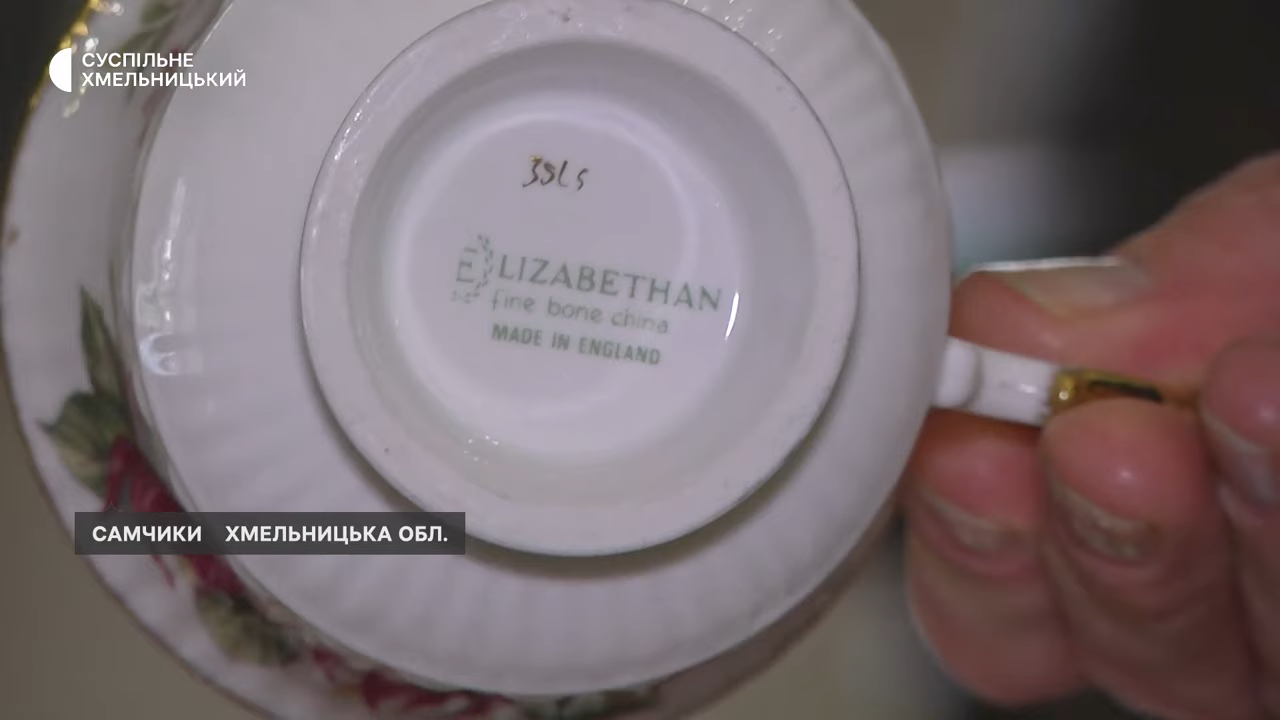 СУСПІЛЬНЕ
ХМЕЛЬНИЦЬКИЙ
ELIZABETHAN
fine bone china
MADE IN ENGLAND
САМЧИКИ ХМЕЛЬНИЦЬКА ОБЛ.